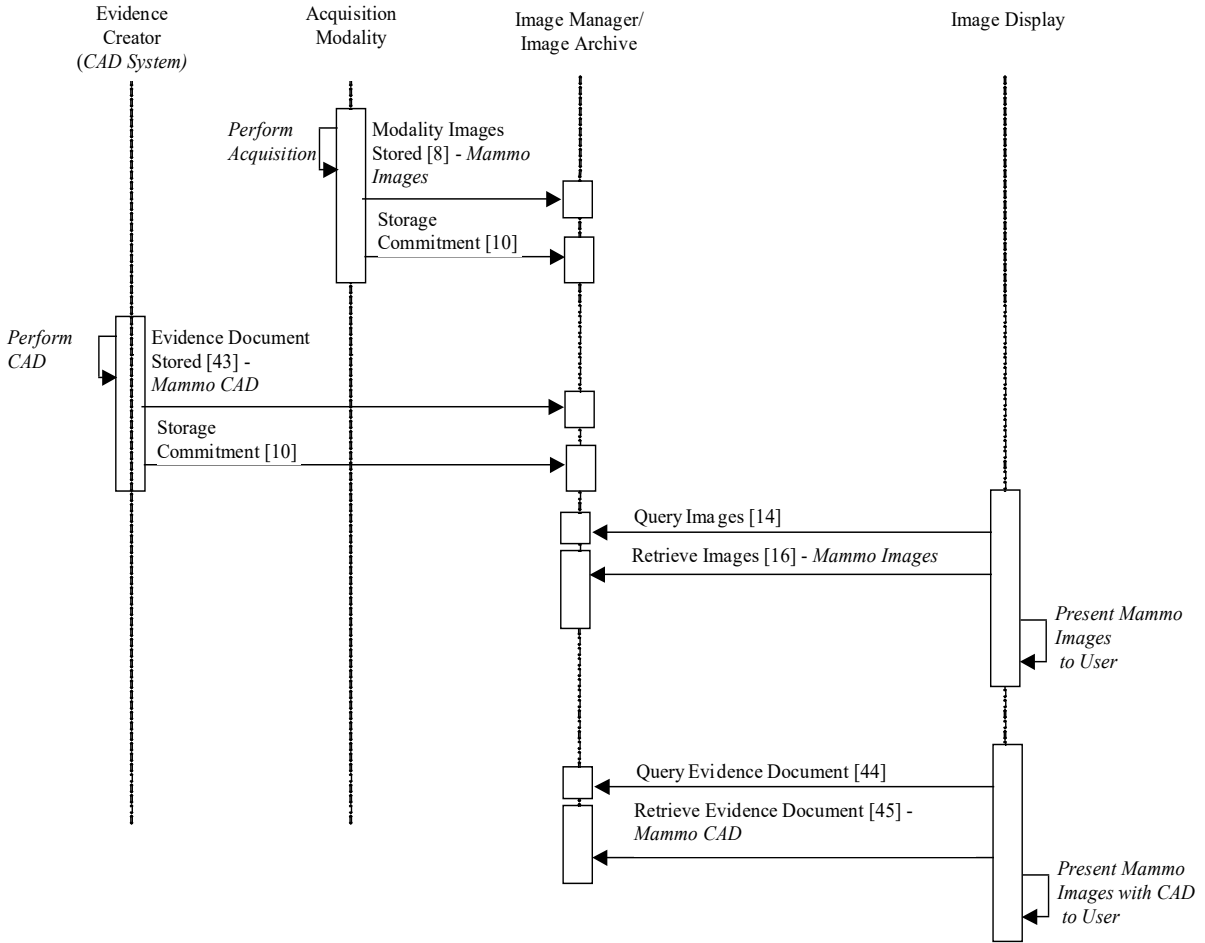 Evidence
Creator
(CAD System)
Acquisition
Modality
Image Manager/
Image Archive
Image Display
Perform
Acquisition
Modality Images
Stored [8] - Mammo
Images
Storage
Commitment [10]
Perform
CAD
Evidence Document
Stored [43] -
Mammo CAD
Storage
Commitment [10]
Query Images [14]
Retrieve Images [16] - Mammo Images
Present Mammo
Images
to User
Query Evidence Document [44]
Retrieve Evidence Document [45] -
Mammo CAD
Present Mammo
Images with CAD
to User